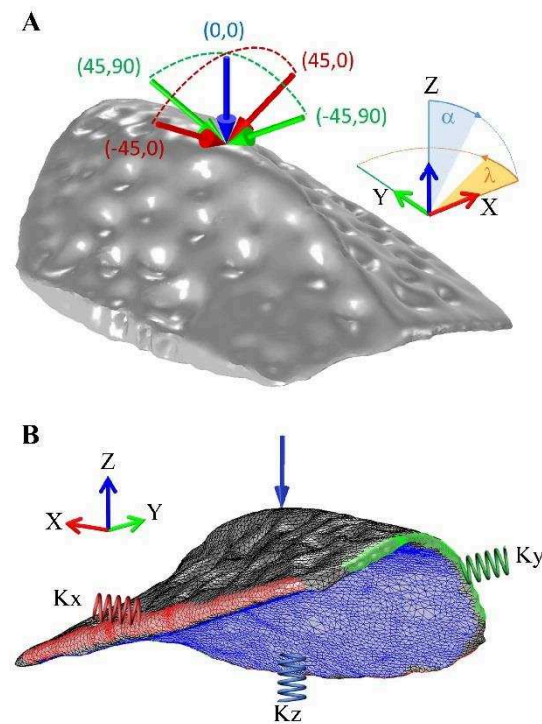 A
(0,0)
(45,90)
(45,0)
(-45,0)
(-45,90)
Z
α
λ
Y
X
B
Z
X
Y
Kx
Ky
Kz